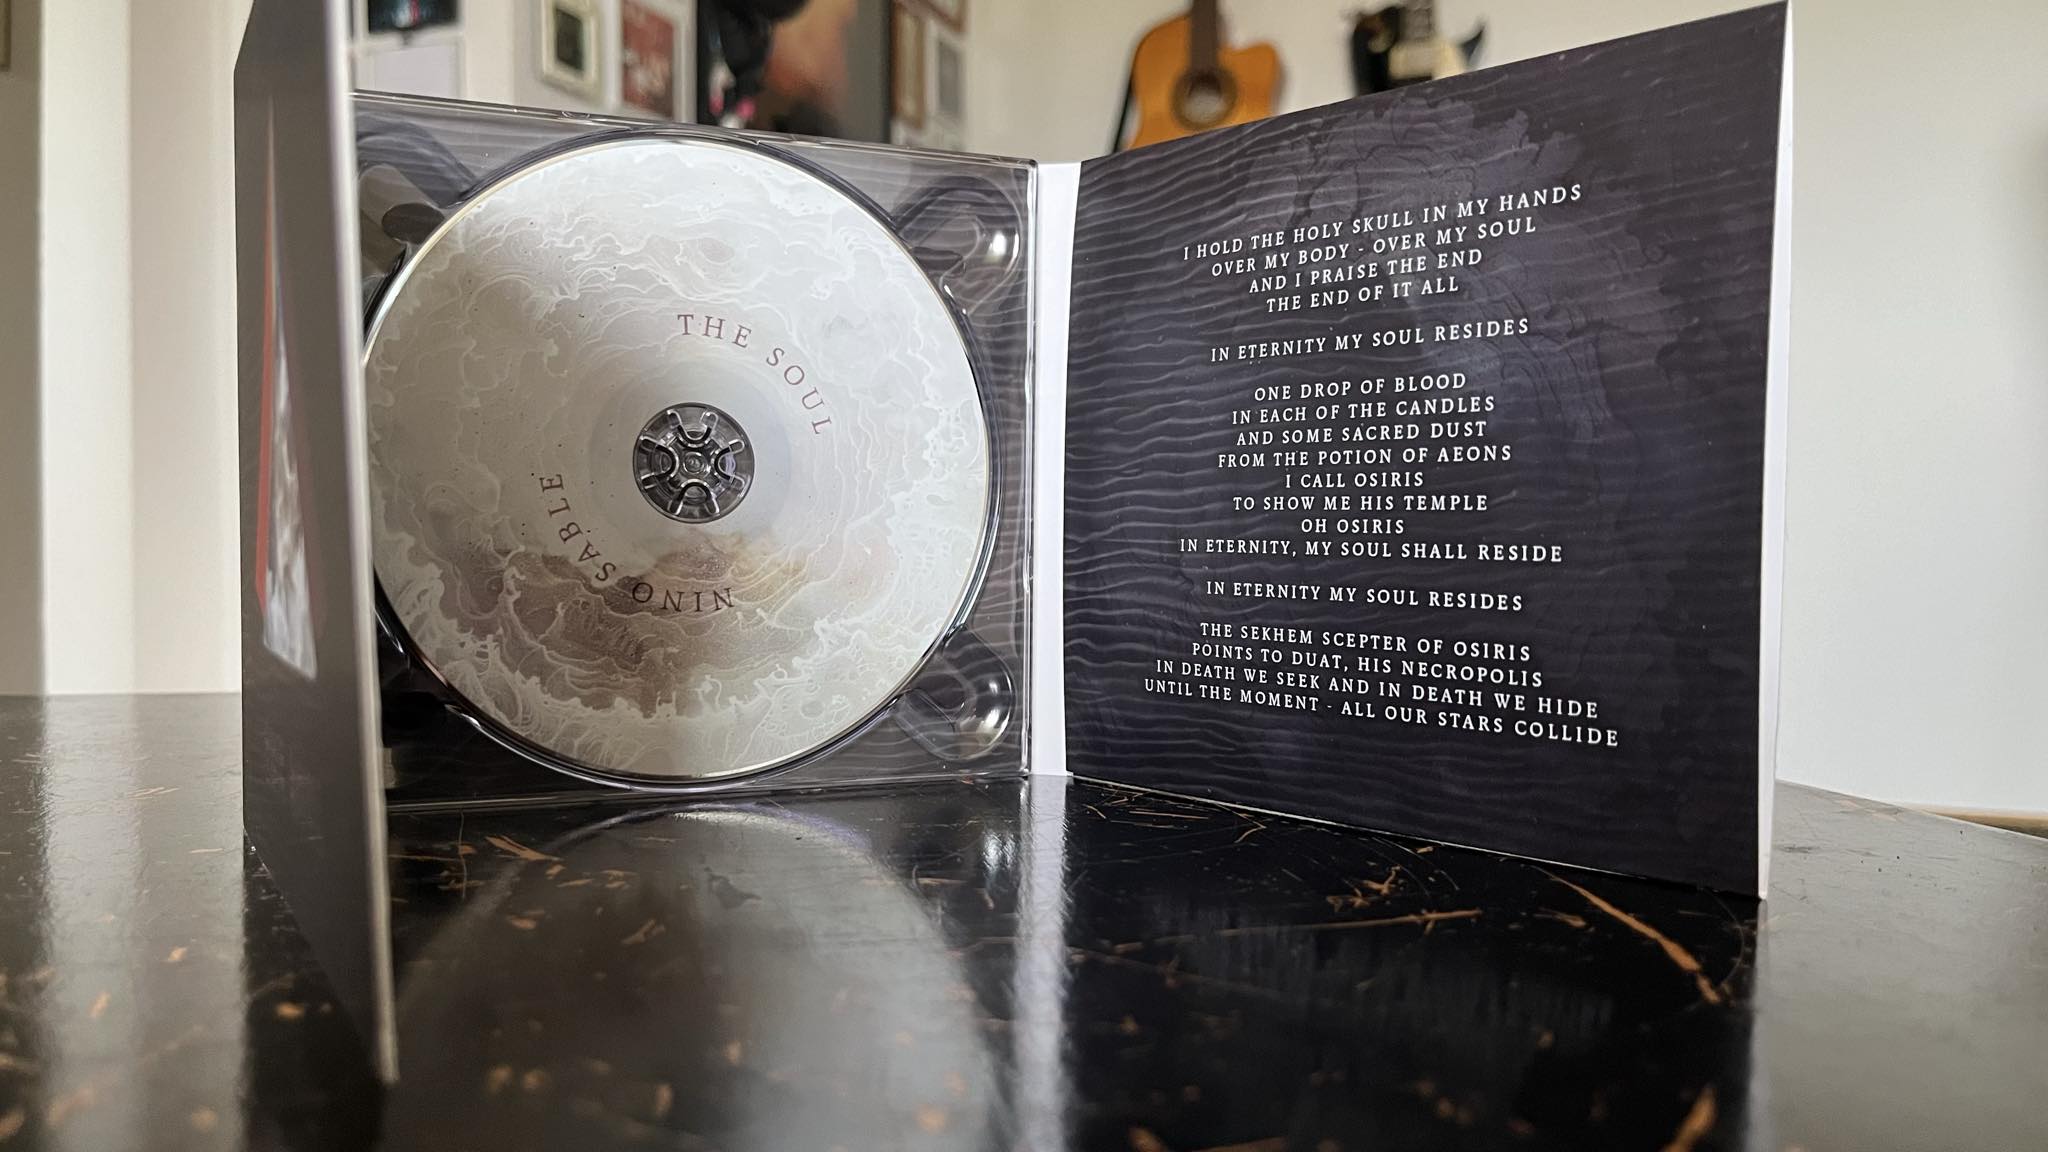 THE SOUL
NINO SABLE
I HOLD THE HOLY SKULL IN MY HANDS
OVER MY BODY - OVER MY SOUL
AND I PRAISE THE END
THE END OF IT ALL
IN ETERNITY MY SOUL RESIDES
ONE DROP OF BLOOD
IN EACH OF THE CANDLES
AND SOME SACRED DUST
FROM THE POTION OF AEONS
I CALL OSIRIS
TO SHOW ME HIS TEMPLE
OH OSIRIS
IN ETERNITY, MY SOUL SHALL RESIDE
IN ETERNITY MY SOUL RESIDES
THE SEKHEM SCEPTER OF OSIRIS
POINTS TO DUAT, HIS NECROPOLIS
IN DEATH WE SEEK AND IN DEATH WE HIDE
UNTIL THE MOMENT - ALL OUR STARS COLLIDE